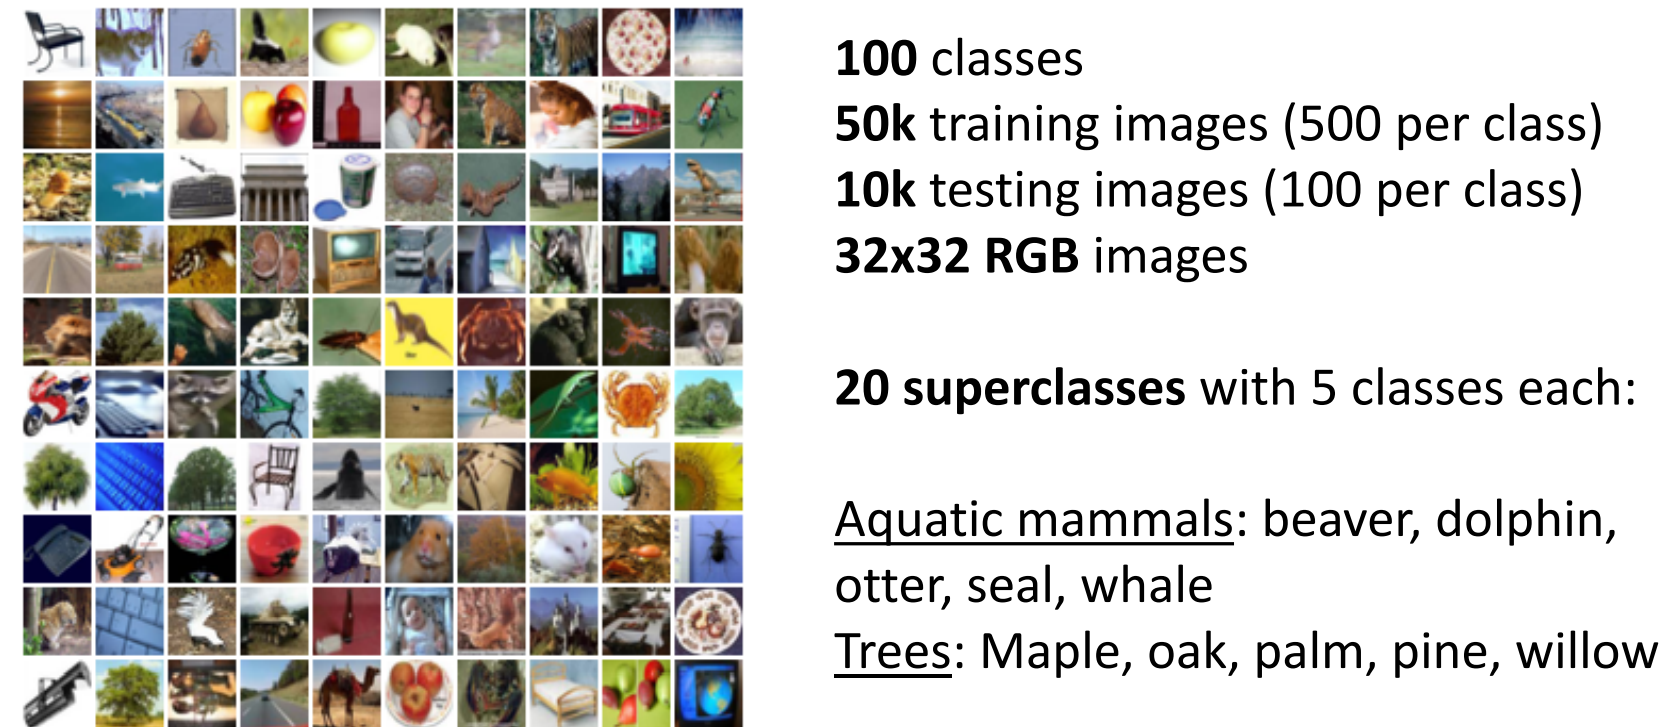 100 classes
50k training images (500 per class)
10k testing images (100 per class)
32x32 RGB images
20 superclasses with 5 classes each:
Aquatic mammals: beaver, dolphin,
otter, seal, whale
Trees: Maple, oak, palm, pine, willow